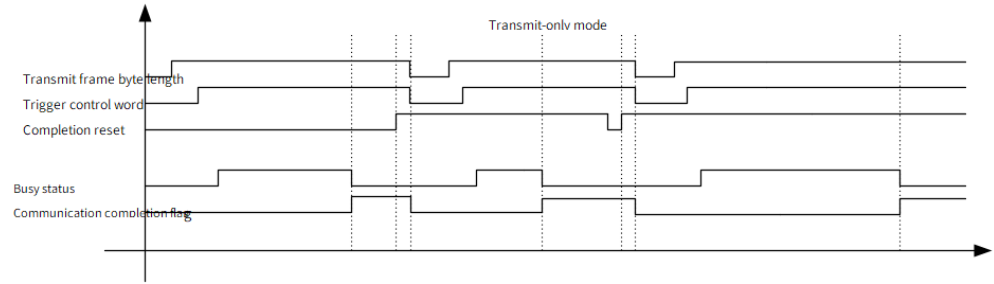 Transmit-only mode
Transmit frame byte length
Trigger control word
Completion reset
Busy status
Communication completion flag